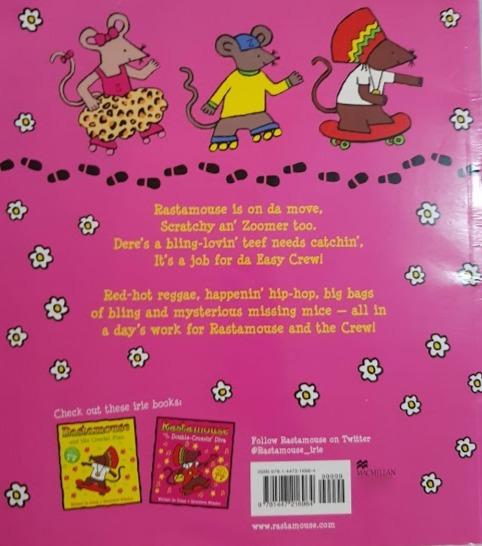 S
Z
Rastamouse is on da move,
Scratchy an' Zoomer too.
Dere's a bling-lovin' teef needs catchin',
It's a job for da Easy Crew!
Red-hot reggae, happenin' hip-hop, big bags
of bling and mysterious missing mice – all in
a day's work for Rastamouse and the Crew!
Check out these irie books:
Rastamouse
and the Crucial Plan
Rastamouse
Double-Crossin' Diva
Follow Rastamouse on Twitter
@Rastamouse_irie
MACMILLAN
www.rastamouse.com